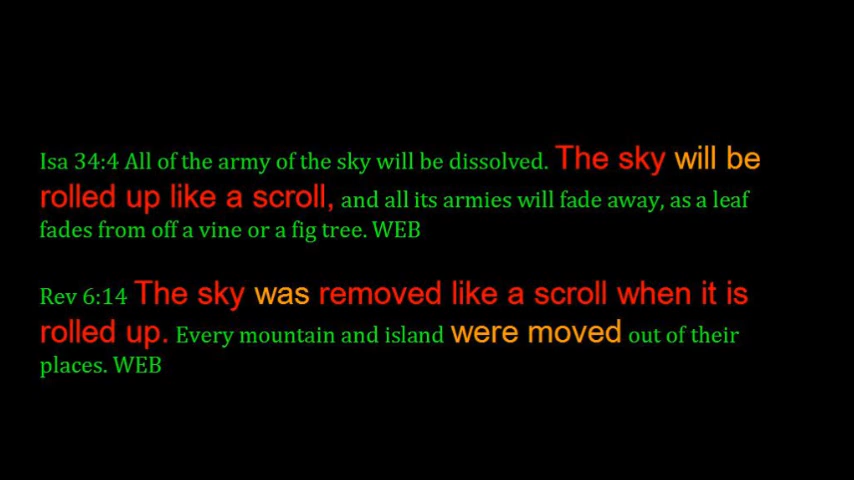 Isa 34:4 All of the army of the sky will be dissolved. The sky will be
rolled up like a scroll, and all its armies will fade away, as a leaf
fades from off a vine or a fig tree. WEB
Rev 6:14 The sky was removed like a scroll when it is
rolled up. Every mountain and island were moved out of their
places. WEB